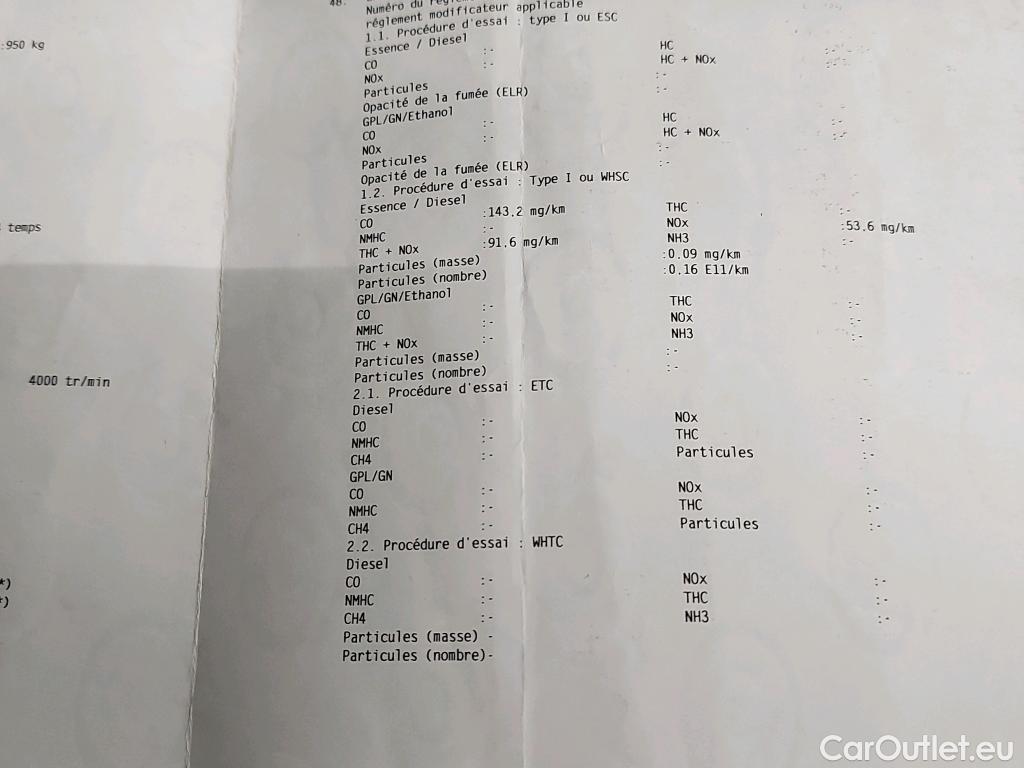 :950 kg
temps
4000 tr/min
*)
*)
48.
Numéro du
réglement modificateur applicable
1.1. Procédure d'essai : type I ou ESC
Essence / Diesel
CO :- HC :-
NOx :- HC + NOx :-
Particules :-
Opacité de la fumée (ELR) :-
GPL/GN/Ethanol
CO :- HC :-
NOx :- HC + NOx :-
Particules :-
Opacité de la fumée (ELR) :-
1.2. Procédure d'essai : Type I ou WHSC
Essence / Diesel
CO :143.2 mg/km THC :-
NMHC :- NOx :53.6 mg/km
THC + NOx :91.6 mg/km NH3 :-
Particules (masse) :0.09 mg/km
Particules (nombre) :0.16 E11/km
GPL/GN/Ethanol
CO :- THC :-
NMHC :- NOx :-
THC + NOx :- NH3 :-
Particules (masse) :-
Particules (nombre) :-
2.1. Procédure d'essai : ETC
Diesel
CO :- NOx :-
NMHC :- THC :-
CH4 :- Particules :-
GPL/GN
CO :- NOx :-
NMHC :- THC :-
CH4 :- Particules :-
2.2. Procédure d'essai : WHTC
Diesel
CO :- NOx :-
NMHC :- THC :-
CH4 :- NH3 :-
Particules (masse) -
Particules (nombre)-
CarOutlet.eu